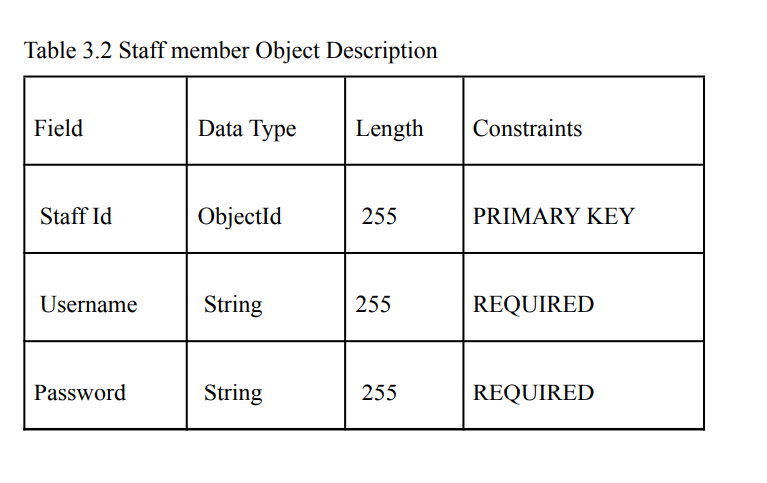 Table 3.2 Staff member Object Description
Field Data Type Length Constraints
Staff Id ObjectId 255 PRIMARY KEY
Username String 255 REQUIRED
Password String 255 REQUIRED